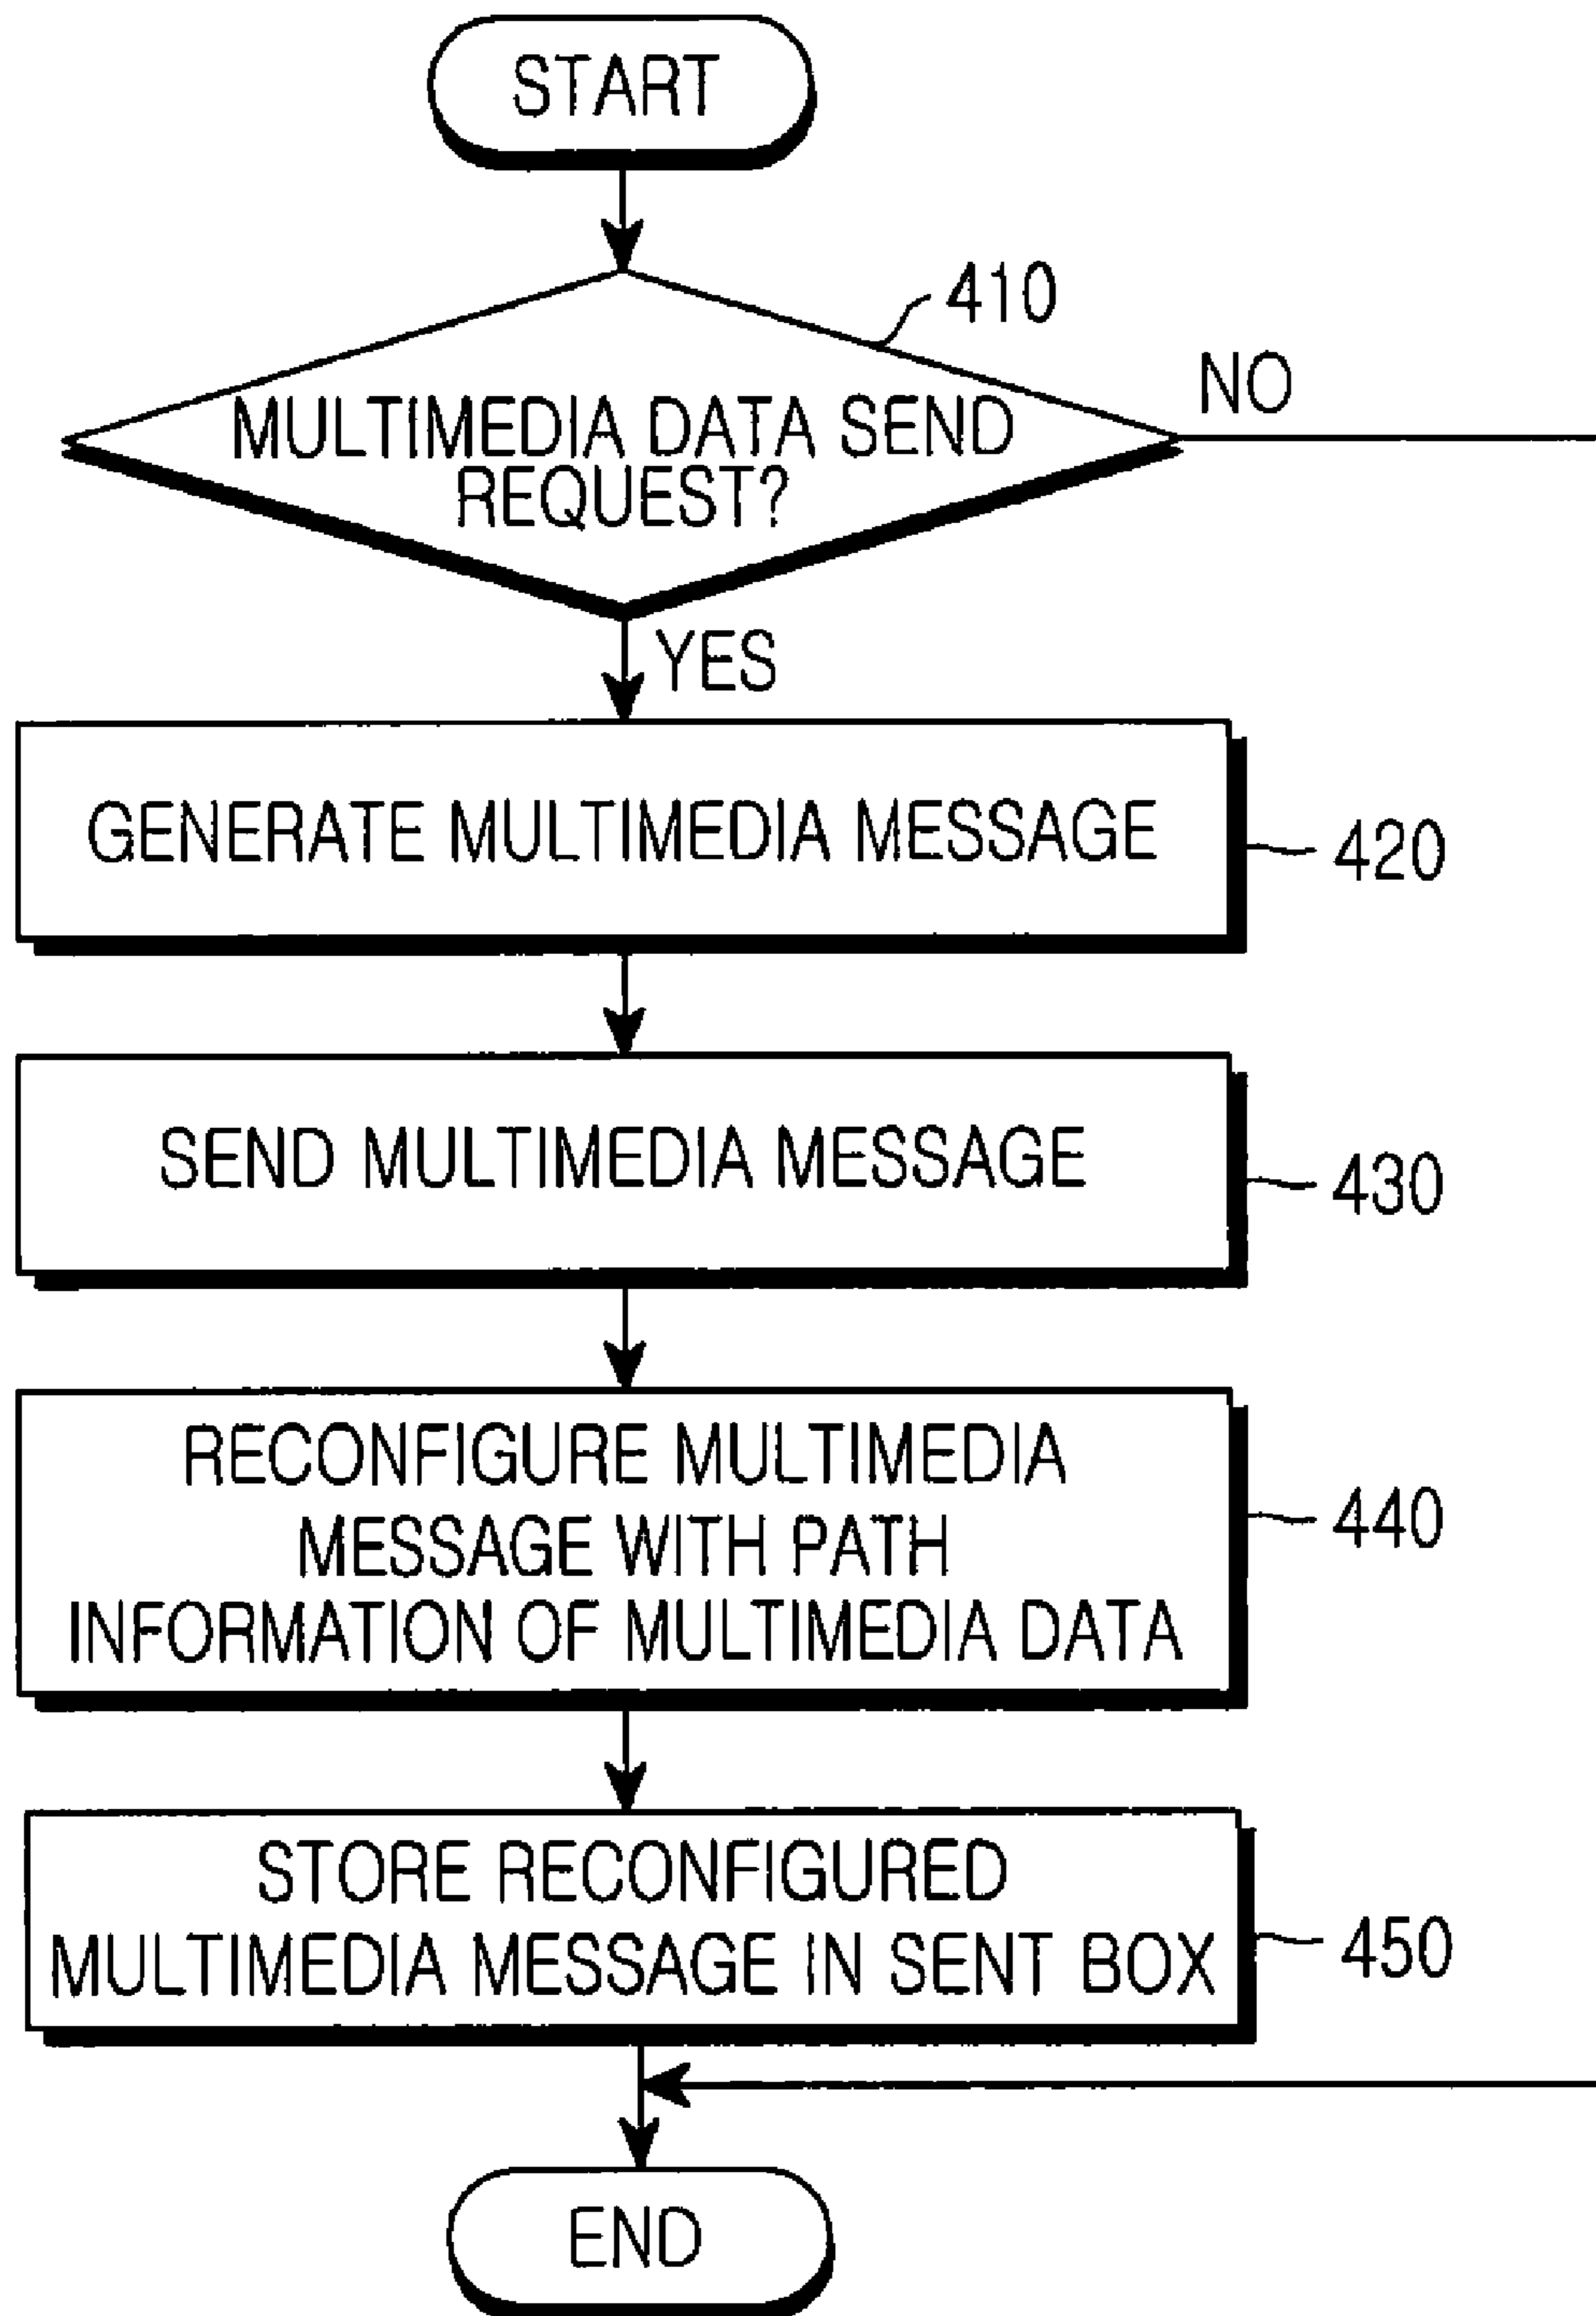 START
410
NO
MULTIMEDIA DATA SEND
REQUEST?
YES
GENERATE MULTIMEDIA MESSAGE
420
SEND MULTIMEDIA MESSAGE
430
RECONFIGURE MULTIMEDIA
MESSAGE WITH PATH
INFORMATION OF MULTIMEDIA DATA
440
STORE RECONFIGURED
MULTIMEDIA MESSAGE IN SENT BOX
450
END